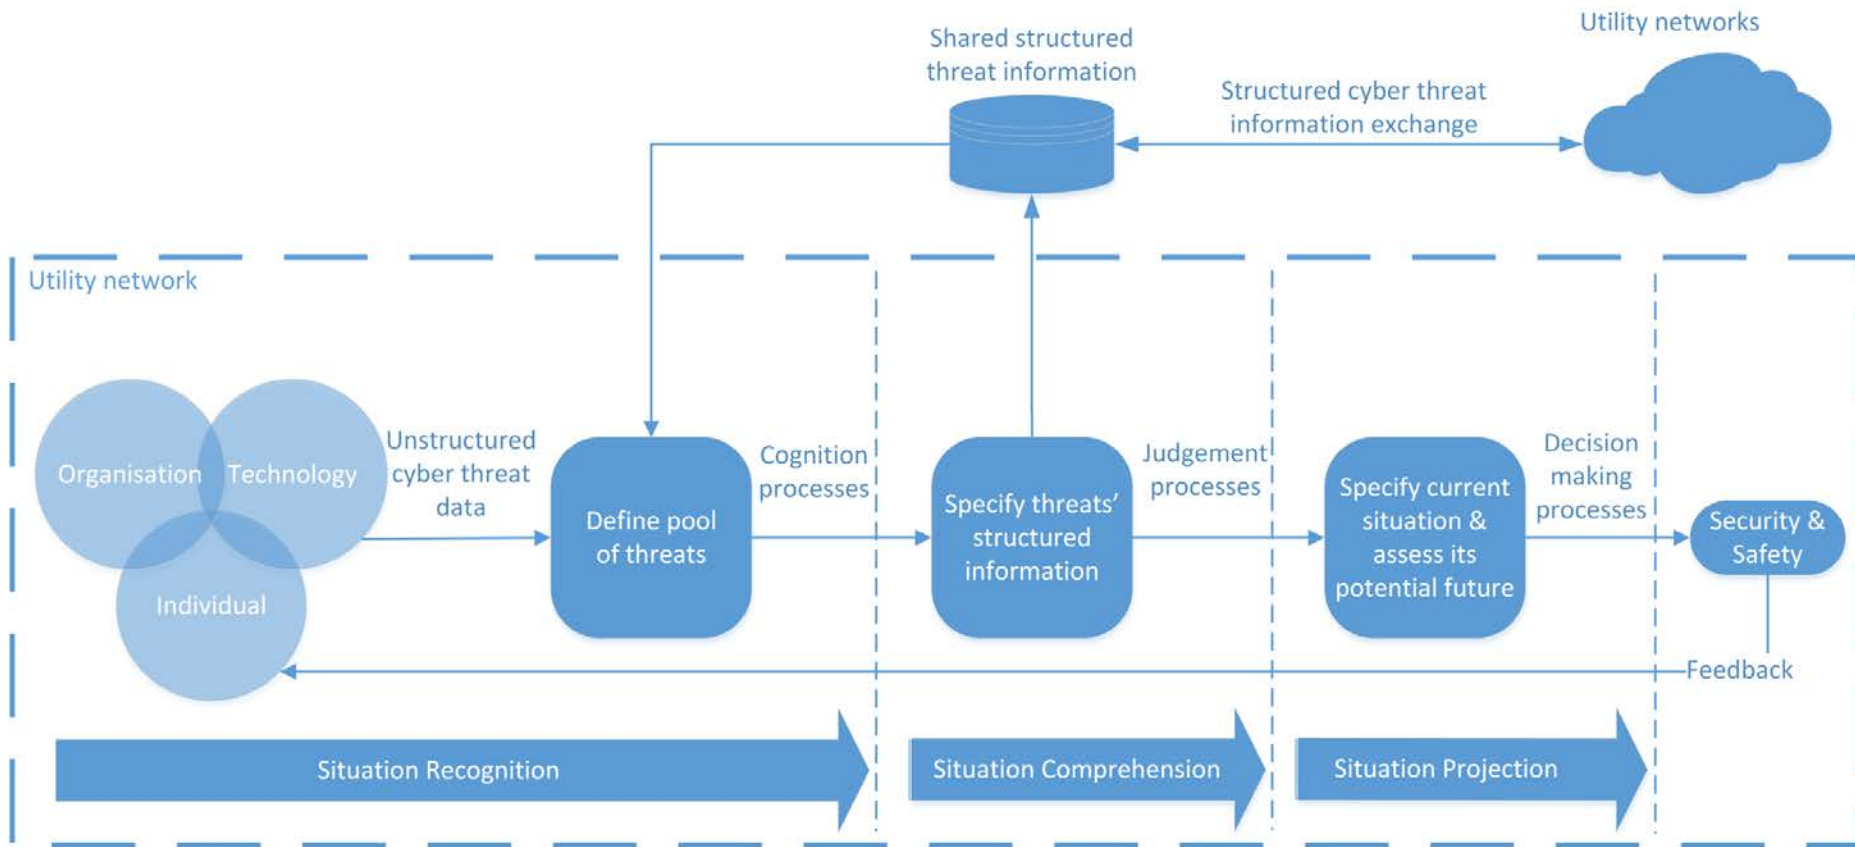 Utility networks
Shared structured
threat information
Structured cyber threat
information exchange
Utility network
Organisation
Technology
Individual
Unstructured
cyber threat
data
Define pool
of threats
Cognition
processes
Specify threats'
structured
information
Judgement
processes
Specify current
situation &
assess its
potential future
Decision
making
processes
Security &
Safety
Feedback
Situation Recognition
Situation Comprehension
Situation Projection